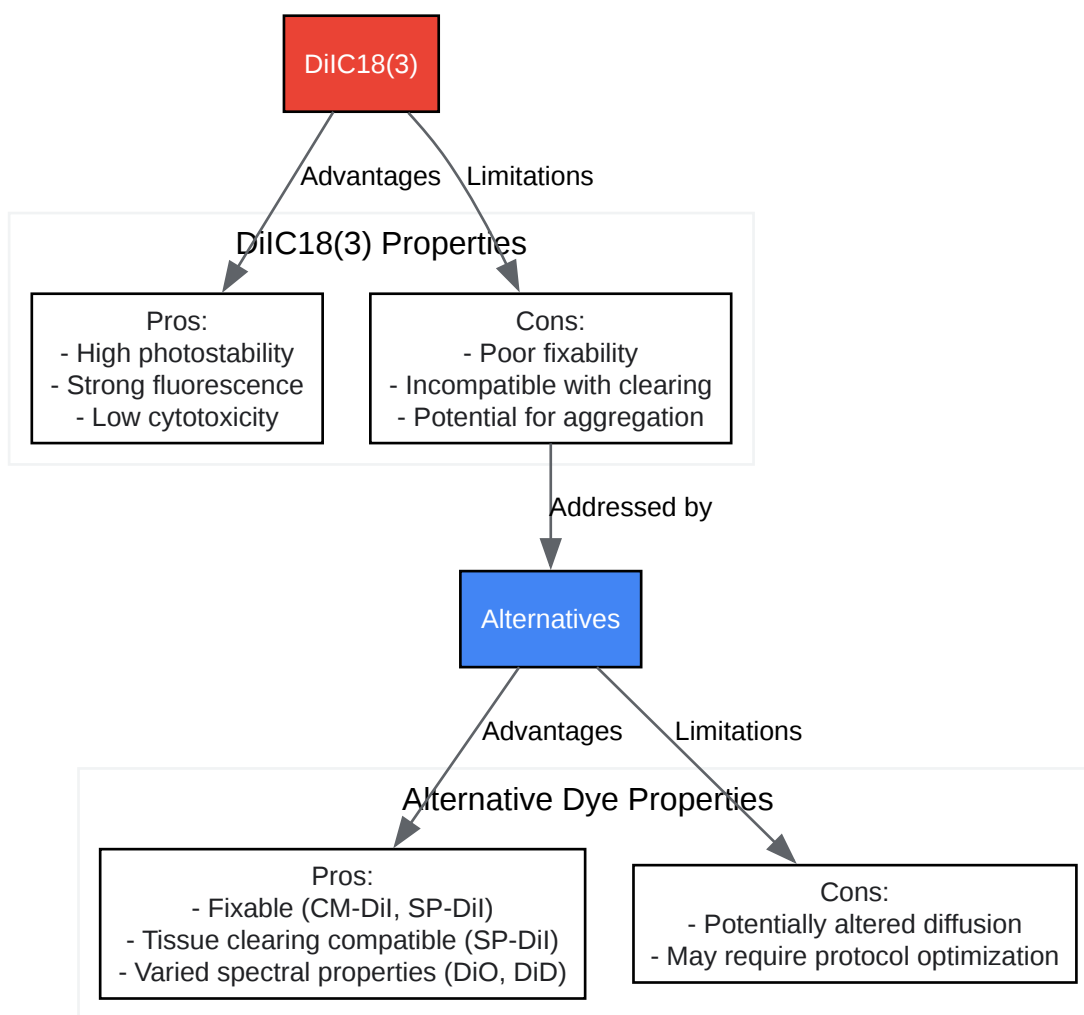 DiIC18(3)
Advantages
Limitations
DiIC18(3) Properties
Pros:
- High photostability
- Strong fluorescence
- Low cytotoxicity
Cons:
- Poor fixability
- Incompatible with clearing
- Potential for aggregation
Addressed by
Alternatives
Advantages
Limitations
Alternative Dye Properties
Pros:
- Fixable (CM-DiI, SP-DiI)
- Tissue clearing compatible (SP-DiI)
- Varied spectral properties (DiO, DiD)
Cons:
- Potentially altered diffusion
- May require protocol optimization